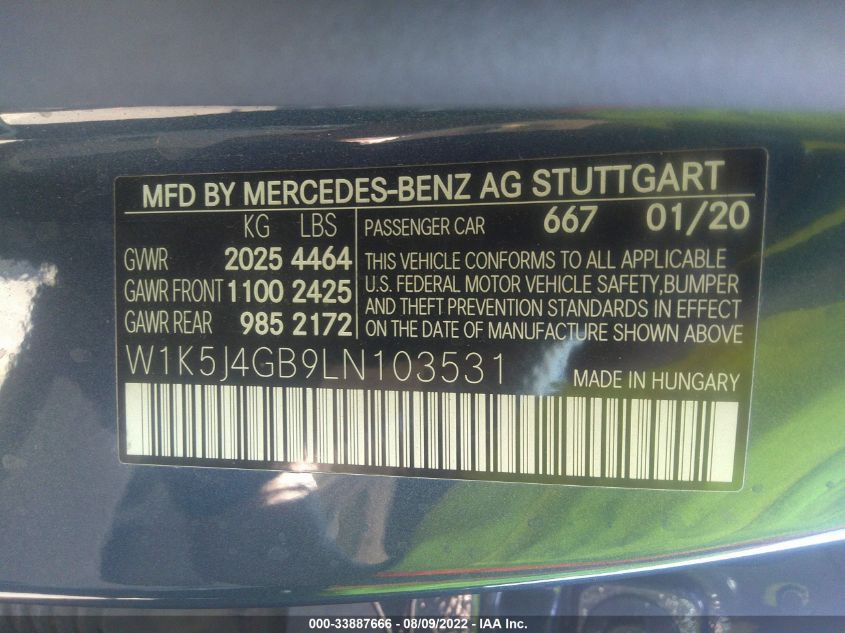 MFD BY MERCEDES-BENZ AG STUTTGART
KG LBS
GVWR 2025 4464
GAWR FRONT 1100 2425
GAWR REAR 985 2172
PASSENGER CAR 667 01/20
THIS VEHICLE CONFORMS TO ALL APPLICABLE
U.S. FEDERAL MOTOR VEHICLE SAFETY,BUMPER
AND THEFT PREVENTION STANDARDS IN EFFECT
ON THE DATE OF MANUFACTURE SHOWN ABOVE
W1K5J4GB9LN103531
MADE IN HUNGARY
000-33887666 - 08/09/2022 - IAA Inc.